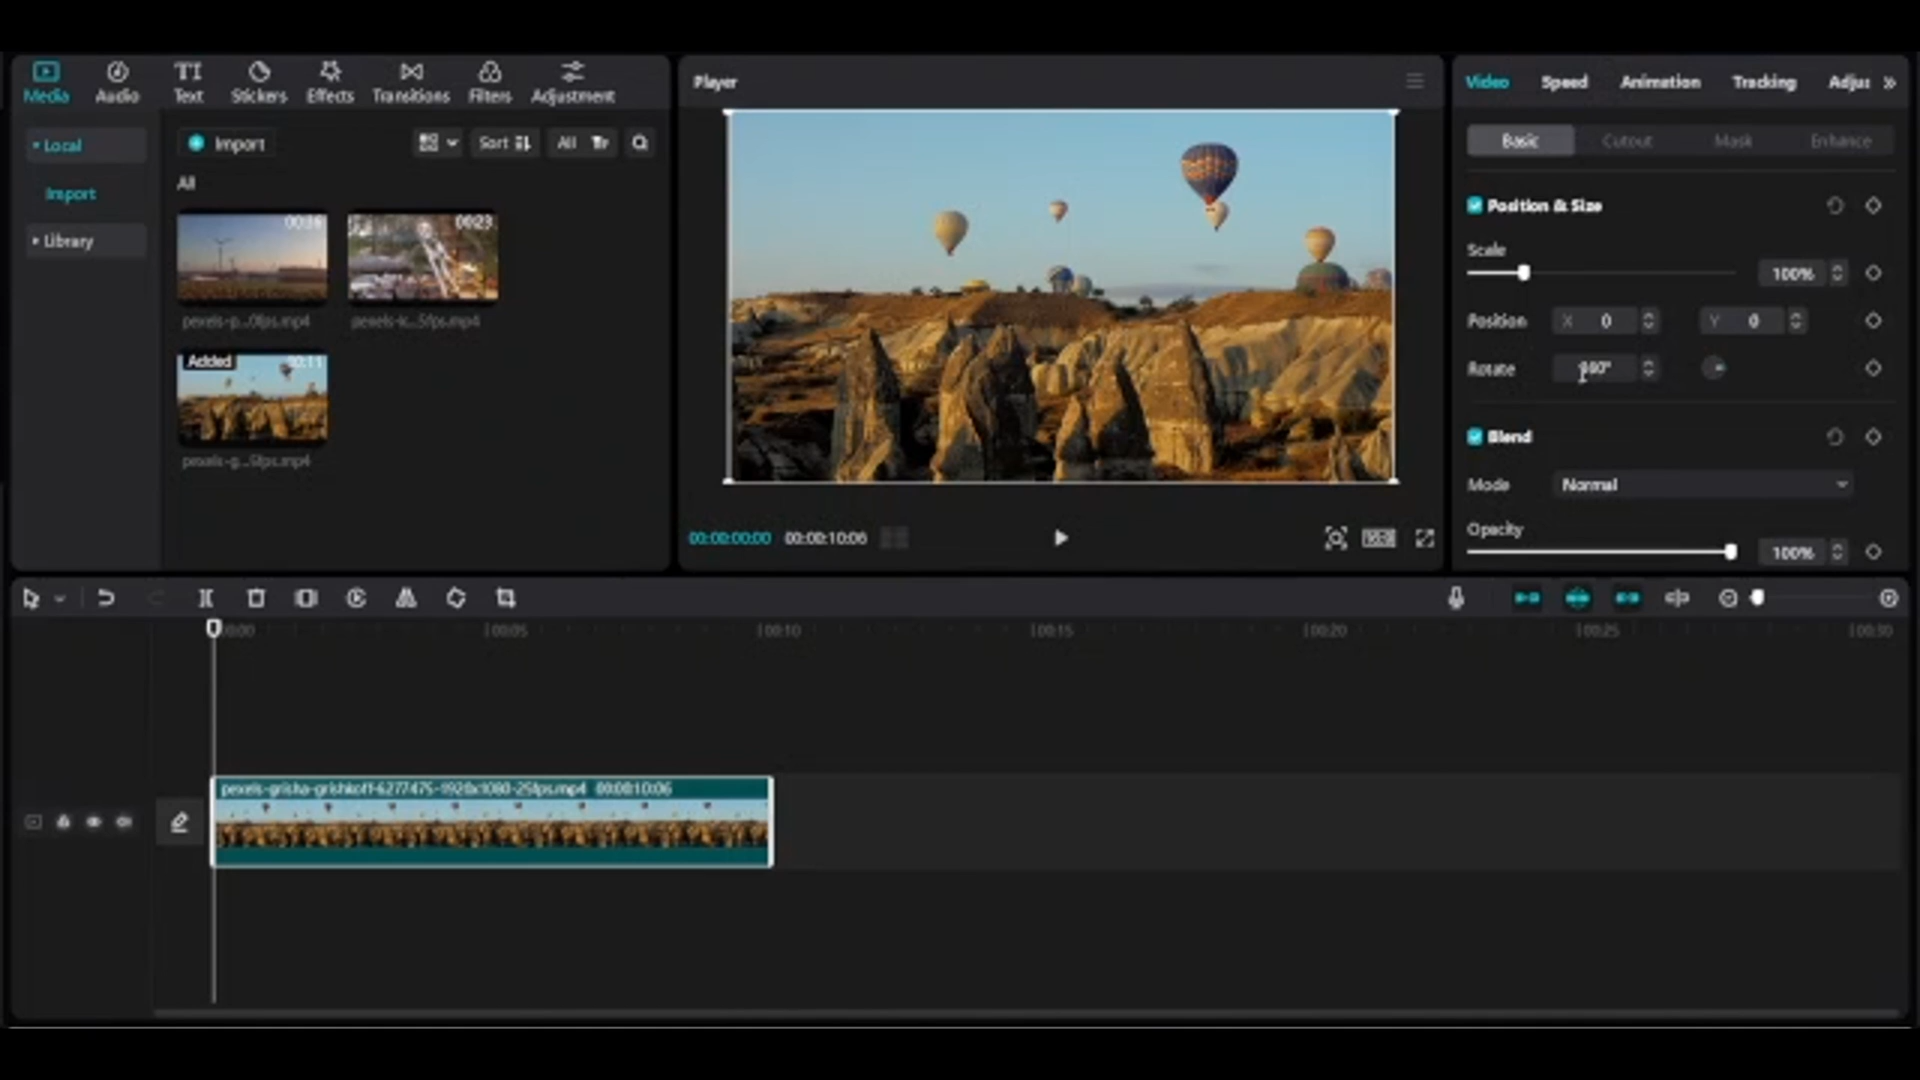 Media Audio Text Stickers Effects Transitions Filters Adjustment
Local
Import
Library
Import
Sort
All
All
00:23
pexels-p...0fps.mp4
pexels-k...5fps.mp4
Added
00:11
pexels-g...5fps.mp4
Player
00:00:00:00 00:00:10:06
Video Speed Animation Tracking Adjus
Basic Cutout Mask Enhance
Position & Size
Scale
100%
Position X 0 Y 0
Rotate
Blend
Mode Normal
Opacity
100%
00:00 |00:05 |00:10 |00:15 |00:20 |00:25 |00:30
pexels-grisha-grishkoff-6277475-1920x1080-25fps.mp4 00:00:10:06